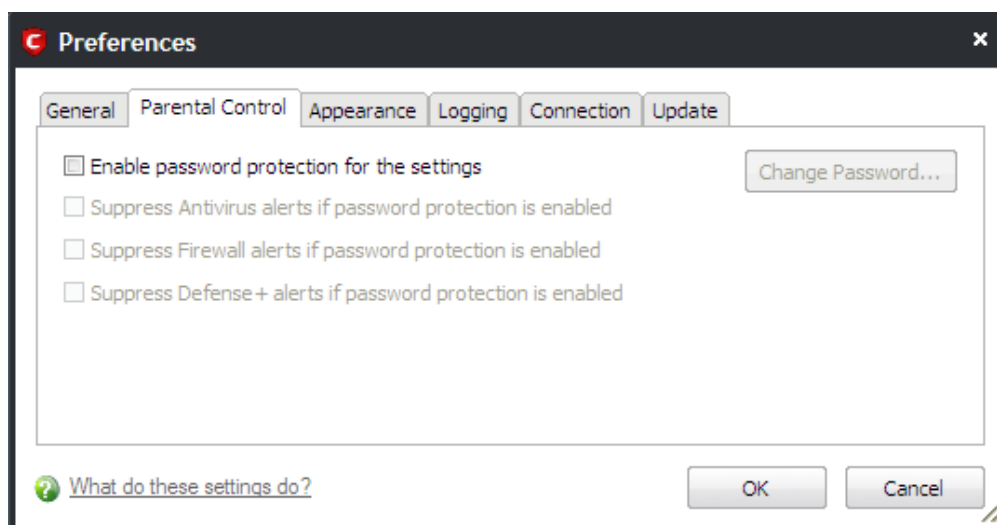 Preferences
General Parental Control Appearance Logging Connection Update
Enable password protection for the settings
Change Password...
Suppress Antivirus alerts if password protection is enabled
Suppress Firewall alerts if password protection is enabled
Suppress Defense+ alerts if password protection is enabled
What do these settings do?
OK Cancel